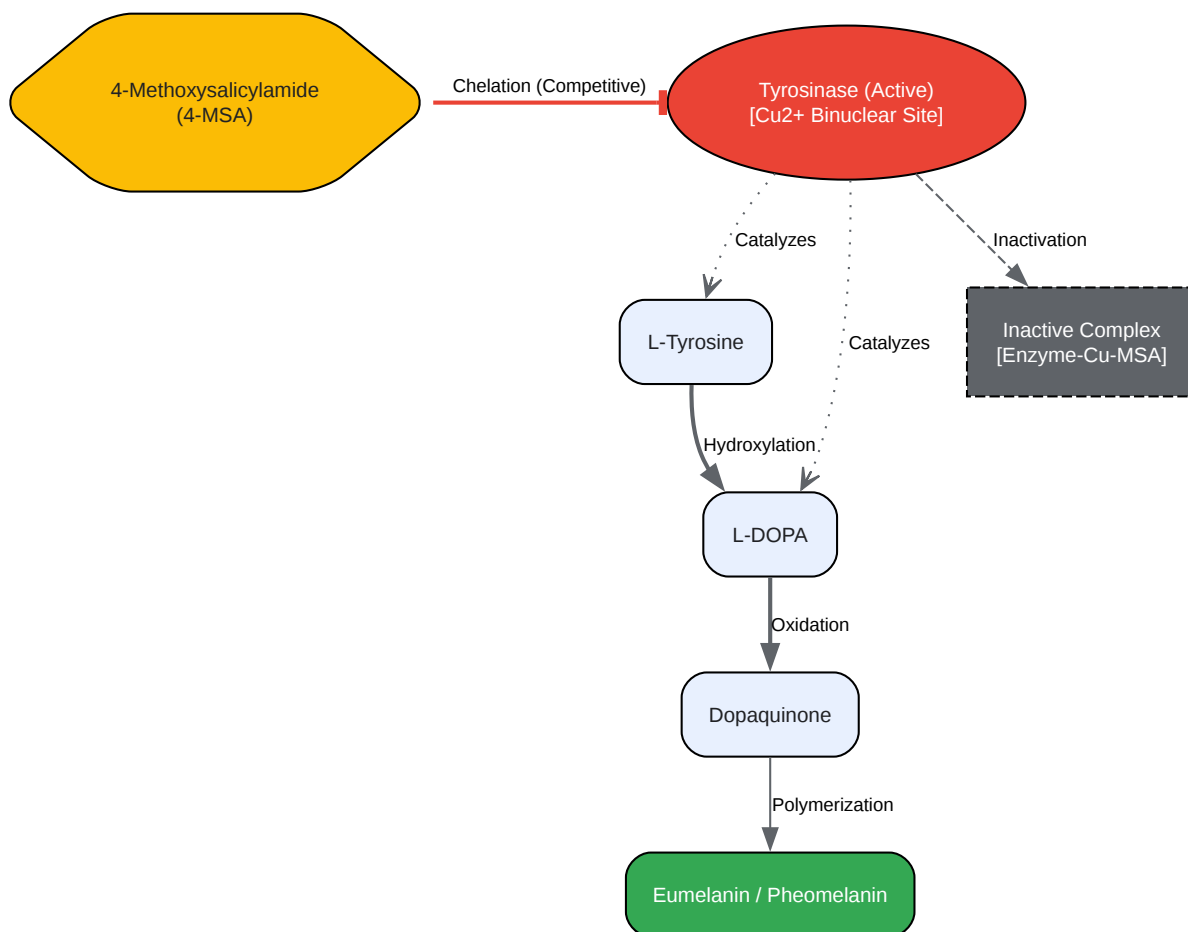 4-Methoxysalicylamide
(4-MSA)
Chelation (Competitive)
Tyrosinase (Active)
[Cu2+ Binuclear Site]
Catalyzes
Inactivation
L-Tyrosine
Catalyzes
Inactive Complex
[Enzyme-Cu-MSA]
Hydroxylation
L-DOPA
Oxidation
Dopaquinone
Polymerization
Eumelanin / Pheomelanin